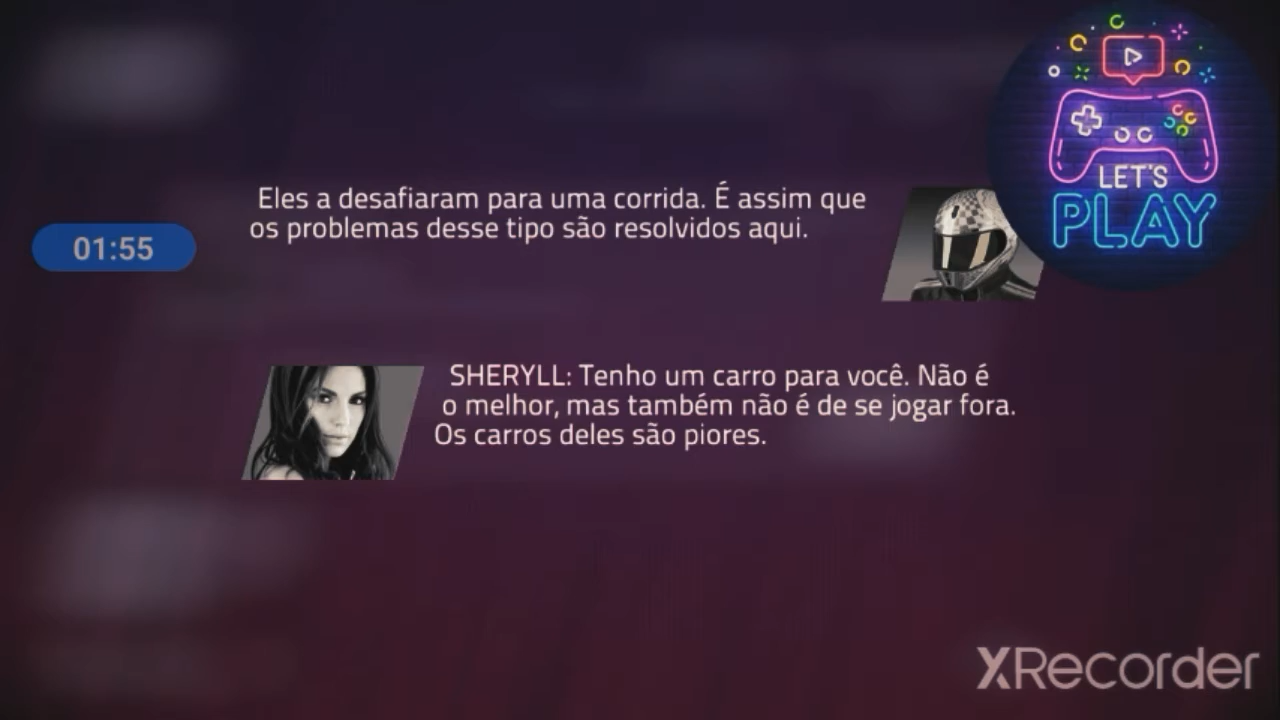 LET'S
PLAY
Eles a desafiaram para uma corrida. É assim que
os problemas desse tipo são resolvidos aqui.
01:55
SHERYLL: Tenho um carro para você. Não é
o melhor, mas também não é de se jogar fora.
Os carros deles são piores.
XRecorder